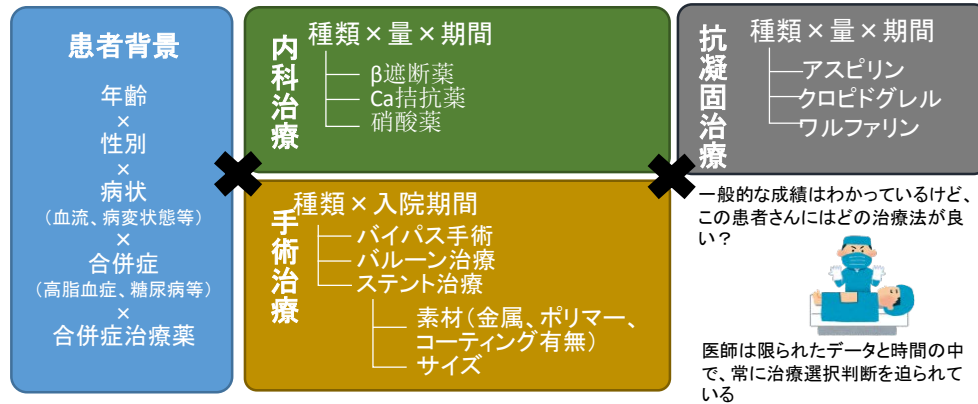 患者背景
年齢
×
性別
×
病状
（血流、病変状態等）
×
合併症
（高脂血症、糖尿病等）
×
合併症治療薬
内科治療
種類×量×期間
β遮断薬
Ca拮抗薬
硝酸薬
手術治療
種類×入院期間
バイパス手術
バルーン治療
ステント治療
素材（金属、ポリマー、
コーティング有無）
サイズ
抗凝固治療
種類×量×期間
アスピリン
クロピドグレル
ワルファリン
一般的な成績はわかっているけど、
この患者さんにはどの治療法が良
い？
医師は限られたデータと時間の中
で、常に治療選択判断を迫られて
いる